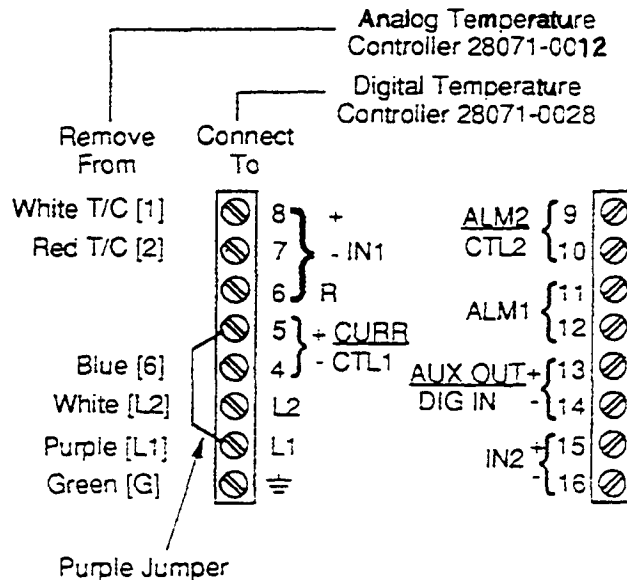 Analog Temperature
Controller 28071-0012
Digital Temperature
Controller 28071-0028
Remove
From
Connect
To
White T/C [1]
8
+
Red T/C [2]
7
- IN1
6
R
5
+ CURR
Blue [6]
4
- CTL1
White [L2]
L2
Purple [L1]
L1
Green [G]
Purple Jumper
ALM2
9
CTL2
10
ALM1
11
12
AUX OUT
+
13
DIG IN
-
14
IN2
+
15
-
16